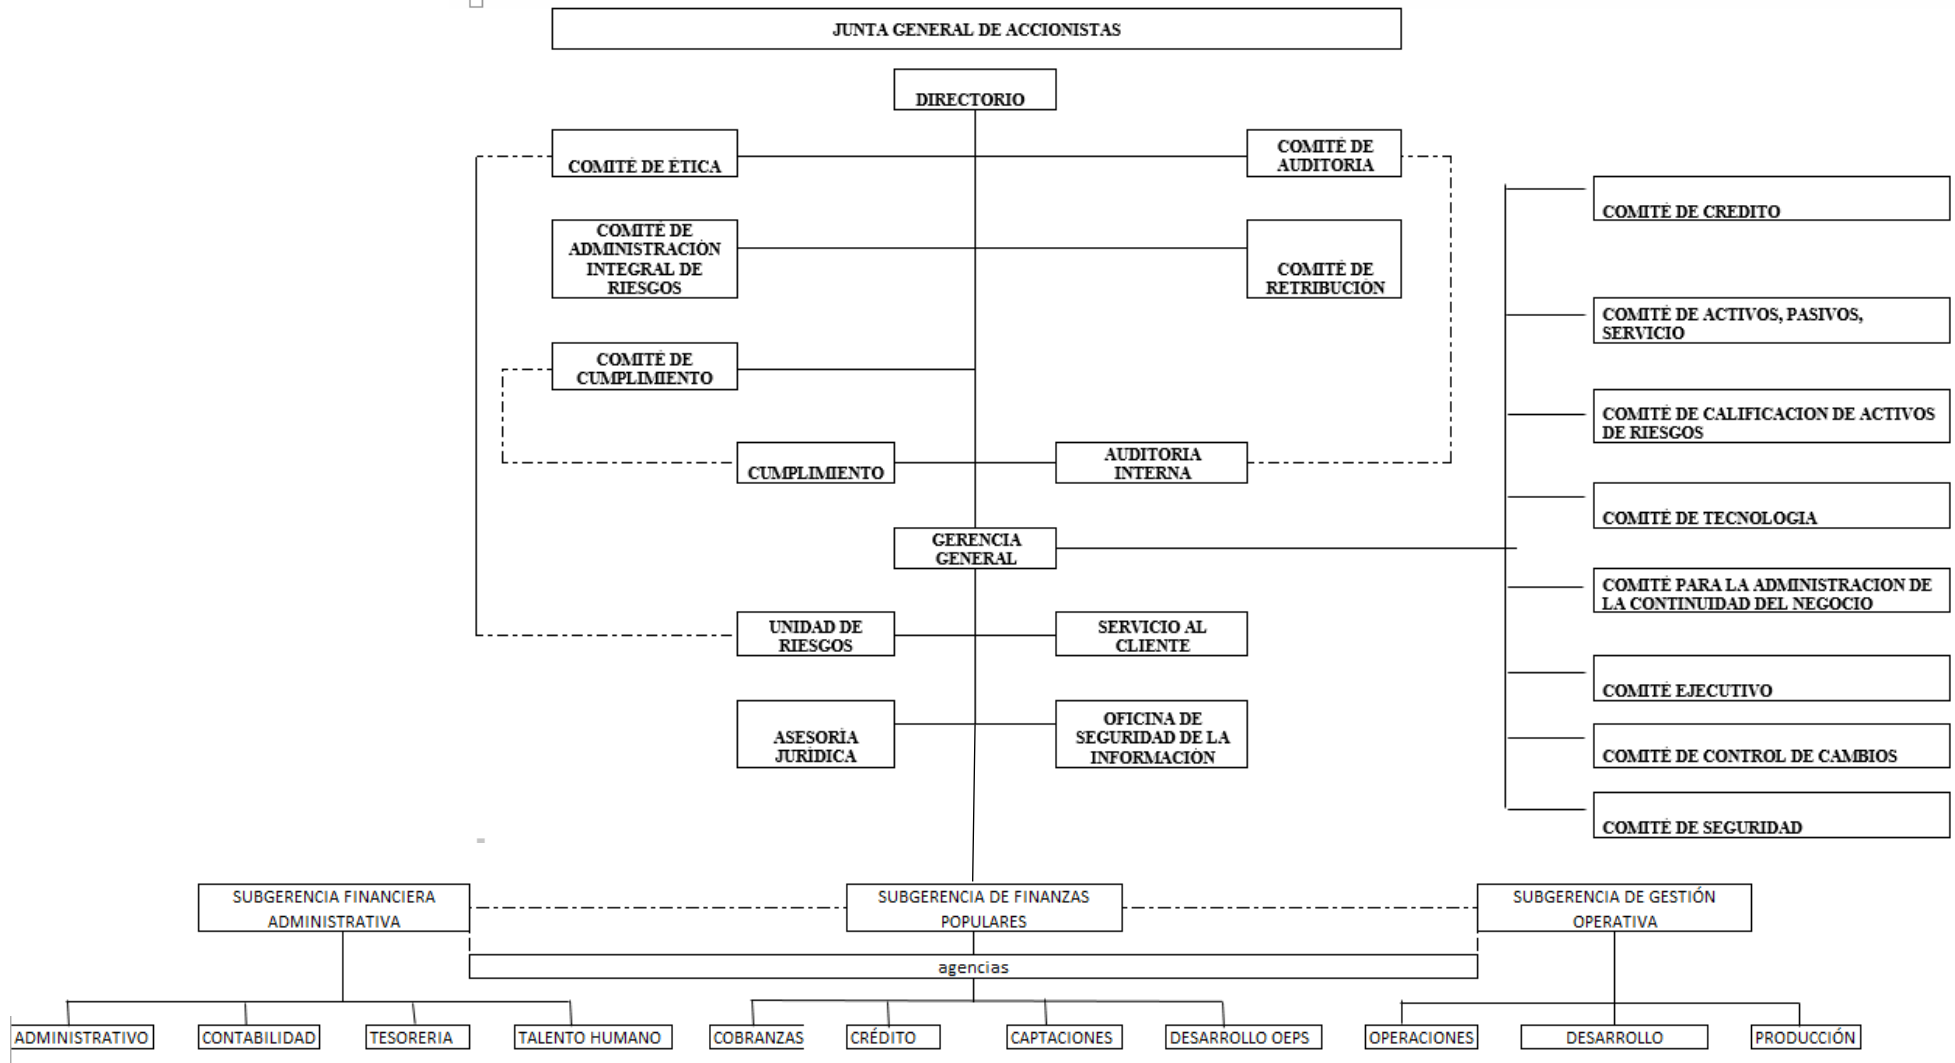 JUNTA GENERAL DE ACCIONISTAS
DIRECTORIO
COMITÉ DE ÉTICA
COMITÉ DE
AUDITORIA
COMITÉ DE CREDITO
COMITÉ DE
ADMINISTRACIÓN
INTEGRAL DE
RIESGOS
COMITÉ DE
RETRIBUCIÓN
COMITÉ DE ACTIVOS, PASIVOS,
SERVICIO
COMITÉ DE
CUMPLIMIENTO
COMITÉ DE CALIFICACION DE ACTIVOS
DE RIESGOS
CUMPLIMIENTO
AUDITORIA
INTERNA
COMITÉ DE TECNOLOGIA
GERENCIA
GENERAL
COMITÉ PARA LA ADMINISTRACION DE
LA CONTINUIDAD DEL NEGOCIO
UNIDAD DE
RIESGOS
SERVICIO AL
CLIENTE
COMITÉ EJECUTIVO
ASESORÍA
JURÍDICA
OFICINA DE
SEGURIDAD DE LA
INFORMACIÓN
COMITÉ DE CONTROL DE CAMBIOS
COMITÉ DE SEGURIDAD
SUBGERENCIA FINANCIERA
ADMINISTRATIVA
SUBGERENCIA DE FINANZAS
POPULARES
SUBGERENCIA DE GESTIÓN
OPERATIVA
agencias
ADMINISTRATIVO
CONTABILIDAD
TESORERIA
TALENTO HUMANO
COBRANZAS
CRÉDITO
CAPTACIONES
DESARROLLO OEPS
OPERACIONES
DESARROLLO
PRODUCCIÓN